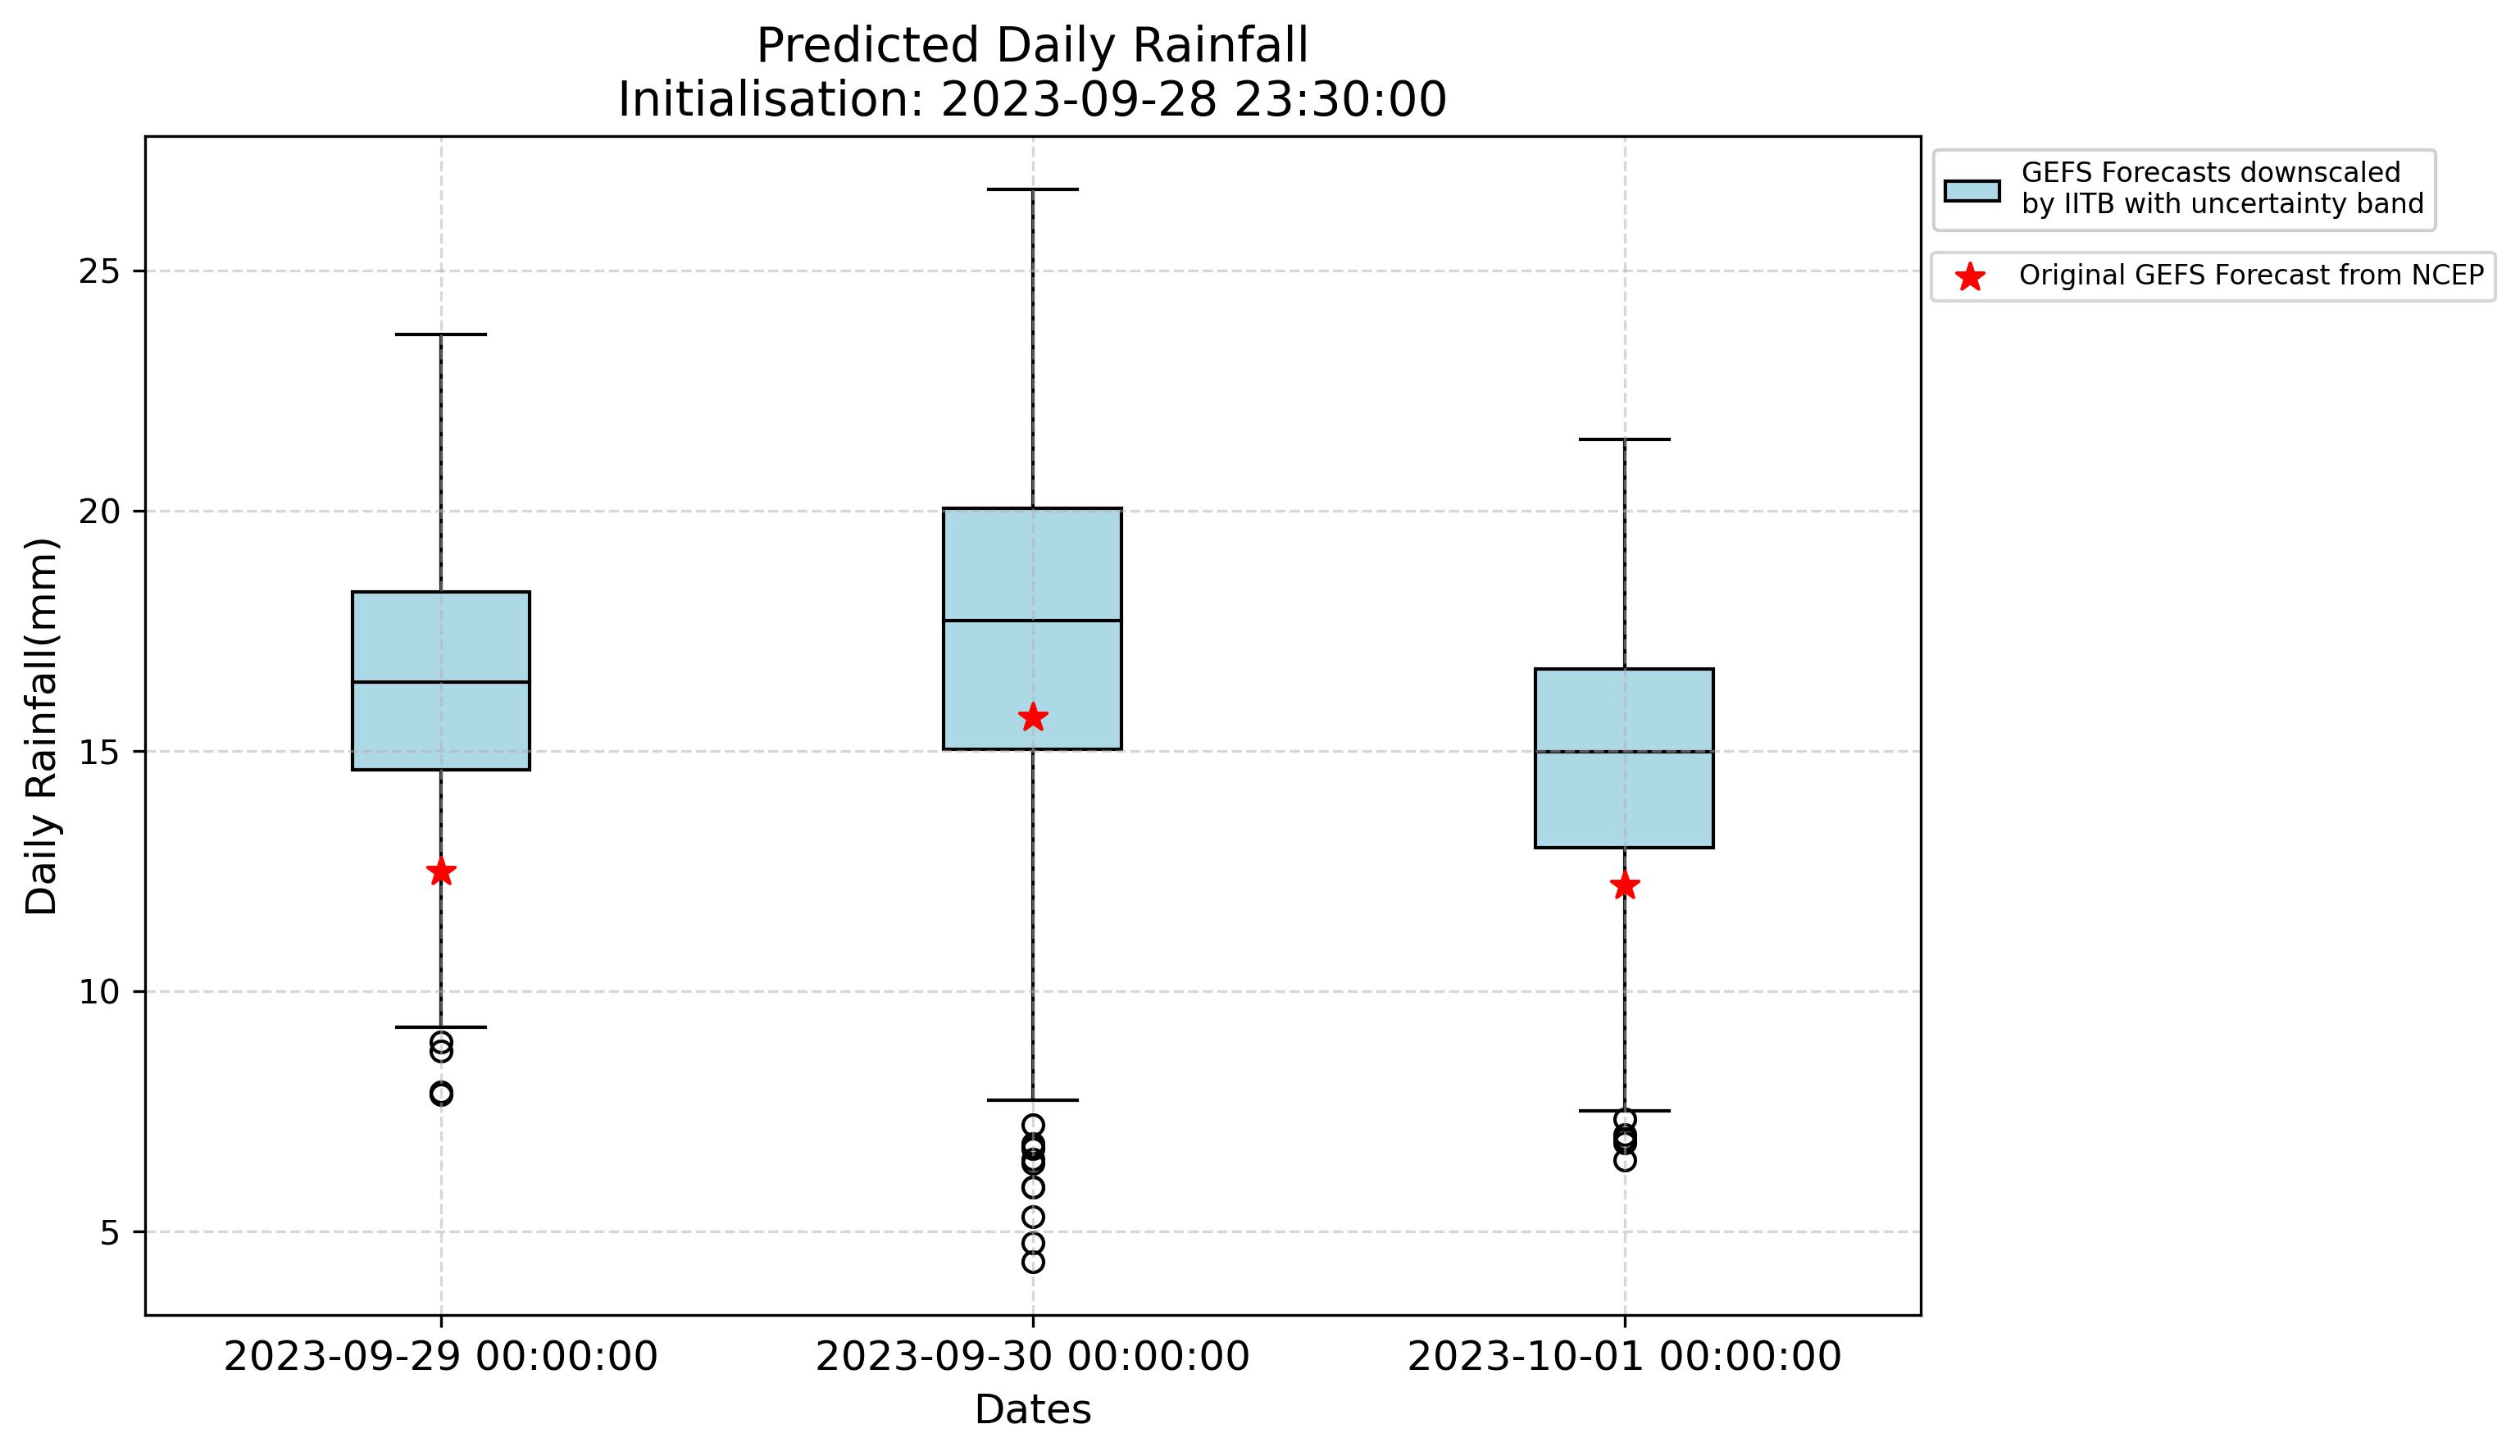 Predicted Daily Rainfall
Initialisation: 2023-09-28 23:30:00
GEFS Forecasts downscaled
by IITB with uncertainty band
Original GEFS Forecast from NCEP
Daily Rainfall(mm)
25
20
15
10
5
2023-09-29 00:00:00
2023-09-30 00:00:00
2023-10-01 00:00:00
Dates